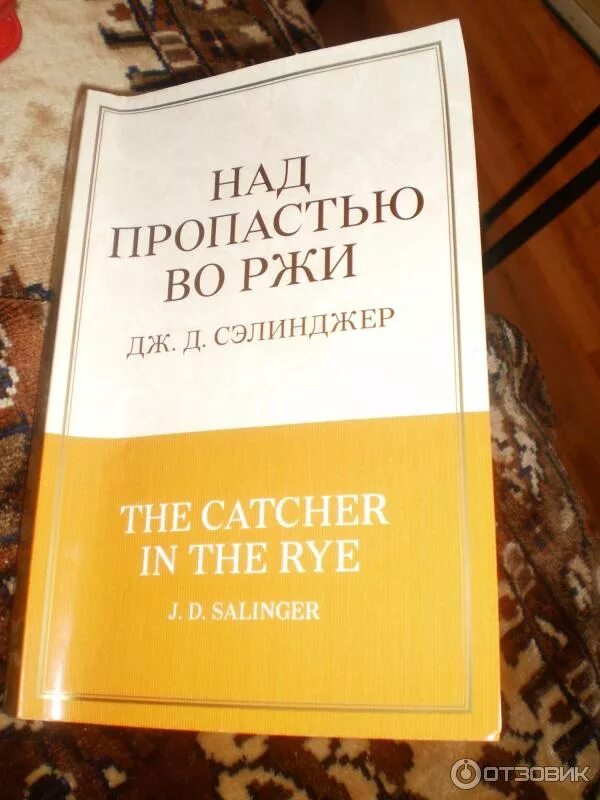 НАД
ПРОПАСТЬЮ
ВО РЖИ
ДЖ. Д. СЭЛИНДЖЕР
THE CATCHER
IN THE RYE
J. D. SALINGER
ОТЗОВИК